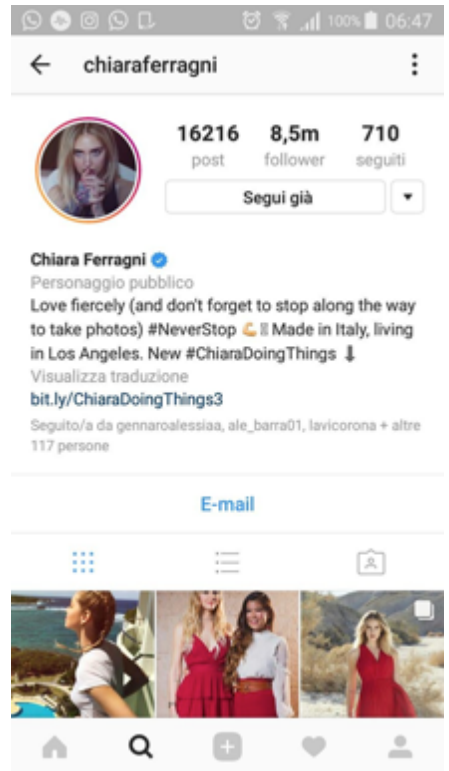 100% 06:47
chiaraferragni
16216 8,5m 710
post follower seguiti
Segui già
Chiara Ferragni
Personaggio pubblico
Love fiercely (and don't forget to stop along the way
to take photos) #NeverStop 💪🏼 Made in Italy, living
in Los Angeles. New #ChiaraDoingThings ⬇
Visualizza traduzione
bit.ly/ChiaraDoingThings3
Seguito/a da gennaroalessiaa, ale_barra01, lavicorona + altre
117 persone
E-mail